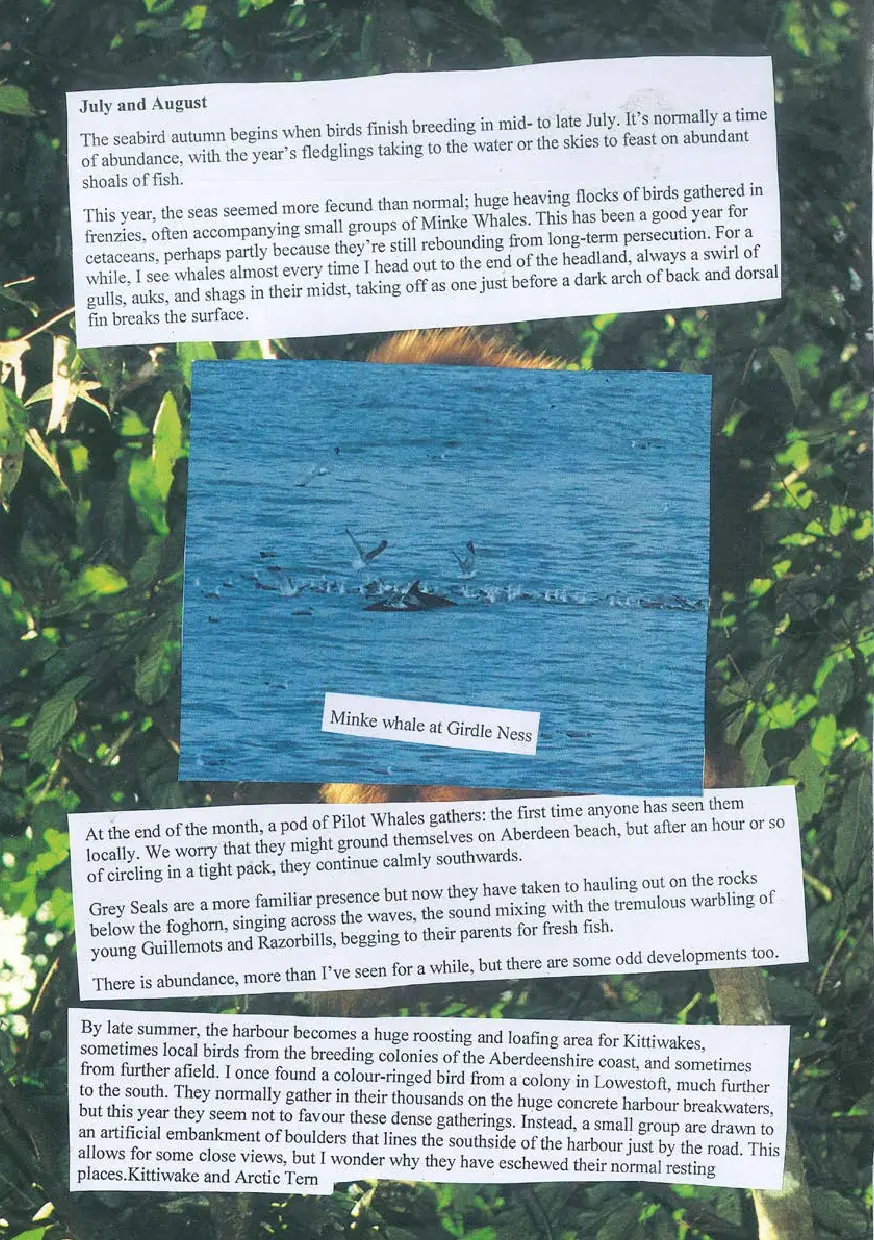 July and August
The seabird autumn begins when birds finish breeding in mid- to late July. It's normally a time
of abundance, with the year's fledglings taking to the water or the skies to feast on abundant
shoals of fish.
This year, the seas seemed more fecund than normal; huge heaving flocks of birds gathered in
frenzies, often accompanying small groups of Minke Whales. This has been a good year for
cetaceans, perhaps partly because they're still rebounding from long-term persecution. For a
while, I see whales almost every time I head out to the end of the headland, always a swirl of
gulls, auks, and shags in their midst, taking off as one just before a dark arch of back and dorsal
fin breaks the surface.
Minke whale at Girdle Ness
At the end of the month, a pod of Pilot Whales gathers: the first time anyone has seen them
locally. We worry that they might ground themselves on Aberdeen beach, but after an hour or so
of circling in a tight pack, they continue calmly southwards.
Grey Seals are a more familiar presence but now they have taken to hauling out on the rocks
below the foghorn, singing across the waves, the sound mixing with the tremulous warbling of
young Guillemots and Razorbills, begging to their parents for fresh fish.
There is abundance, more than I've seen for a while, but there are some odd developments too.
By late summer, the harbour becomes a huge roosting and loafing area for Kittiwakes,
sometimes local birds from the breeding colonies of the Aberdeenshire coast, and sometimes
from further afield. I once found a colour-ringed bird from a colony in Lowestoft, much further
to the south. They normally gather in their thousands on the huge concrete harbour breakwaters,
but this year they seem not to favour these dense gatherings. Instead, a small group are drawn to
an artificial embankment of boulders that lines the southside of the harbour just by the road. This
allows for some close views, but I wonder why they have eschewed their normal resting
places.Kittiwake and Arctic Tern